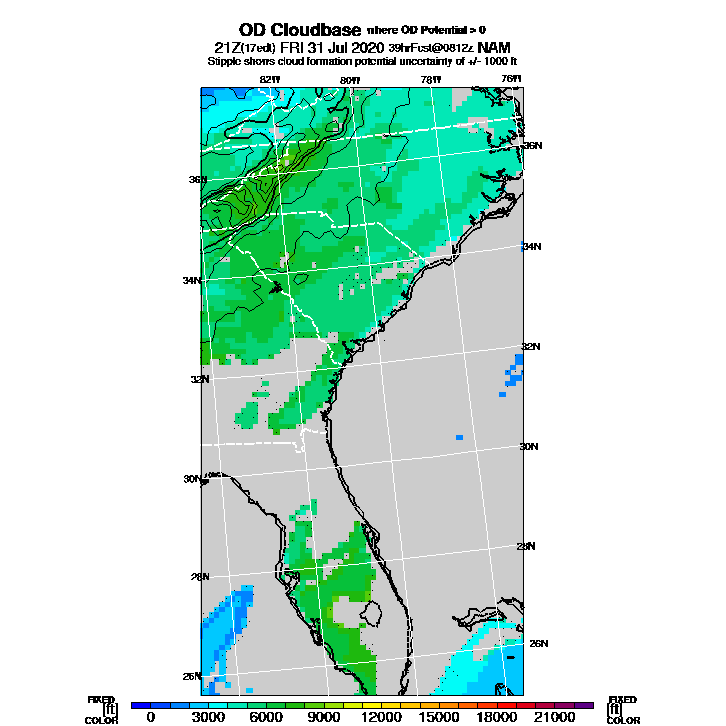 OD Cloudbase where OD Potential > 0
21Z(17edt) FRI 31 Jul 2020 39hrFcst@0812z NAM
Stipple shows cloud formation potential uncertainty of +/- 1000 ft
82W 80W 78W 76W
36N
36N
34N
34N
32N
32N
30N
30N
28N
28N
26N
26N
FIXED FIXED
[ft] [ft]
COLOR 0 3000 6000 9000 12000 15000 18000 21000 COLOR